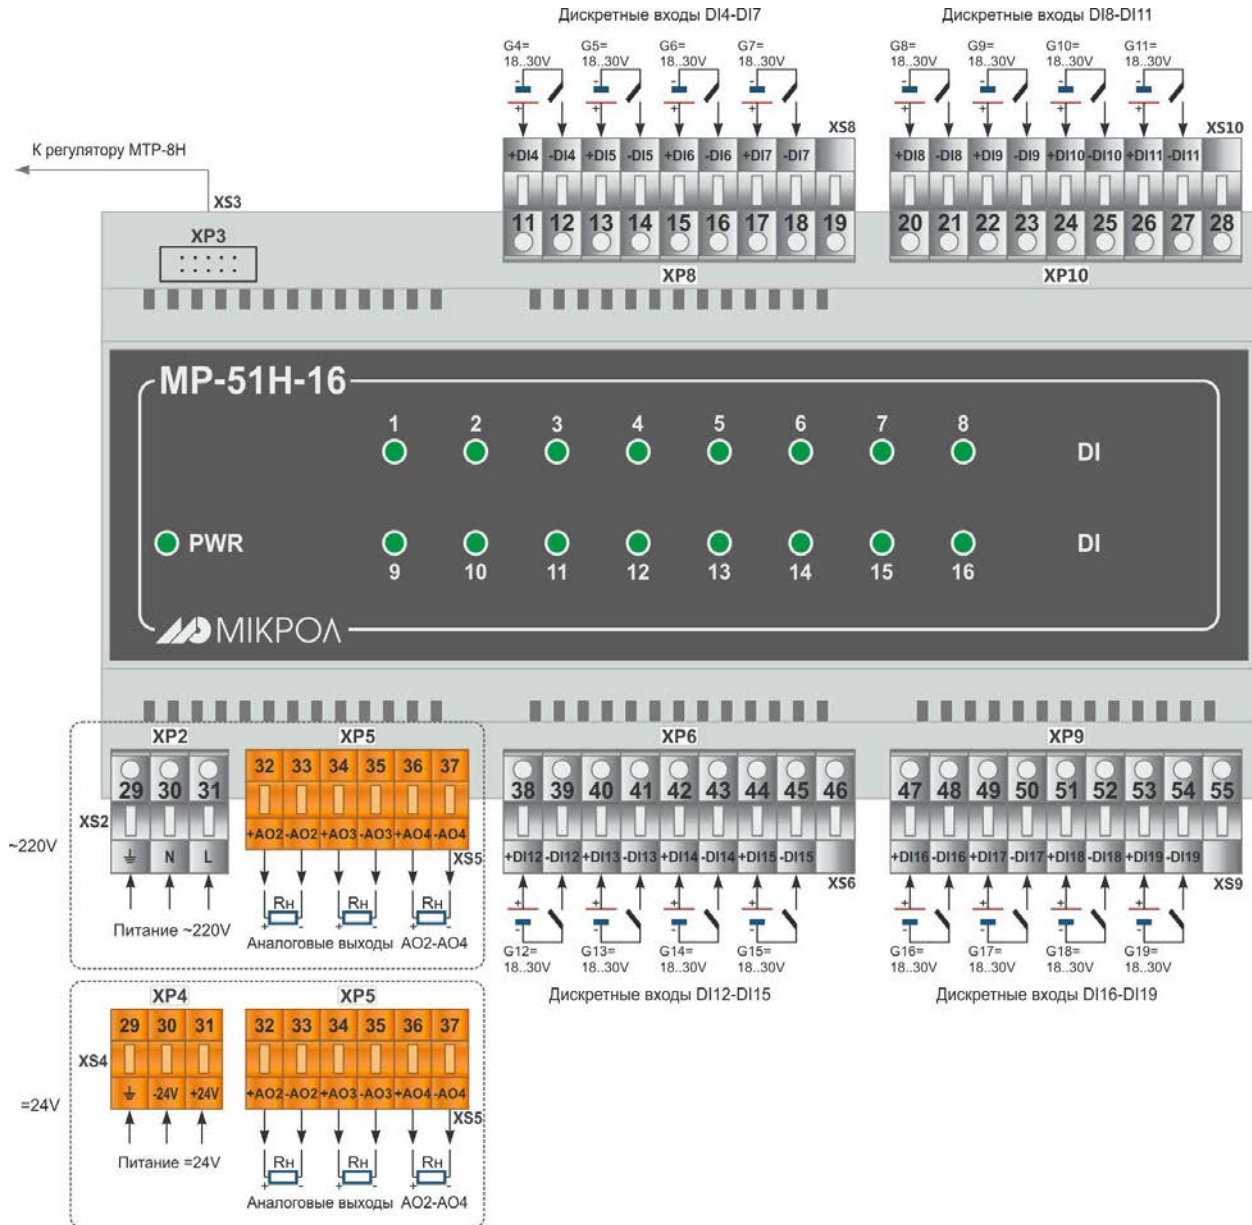 Дискретные входы DI4-DI7
Дискретные входы DI8-DI11
G4= G5= G6= G7=
18..30V 18..30V 18..30V 18..30V
G8= G9= G10= G11=
18..30V 18..30V 18..30V 18..30V
- - - -
+ + + +
- - - -
+ + + +
XS8
XS10
К регулятору МТР-8Н
+DI4 -DI4 +DI5 -DI5 +DI6 -DI6 +DI7 -DI7
+DI8 -DI8 +DI9 -DI9 +DI10 -DI10 +DI11 -DI11
XS3
11 12 13 14 15 16 17 18 19
20 21 22 23 24 25 26 27 28
XP3
XP8
XP10
MP-51H-16
1 2 3 4 5 6 7 8
DI
PWR
DI
9 10 11 12 13 14 15 16
МІКРОЛ
XP2
XP5
XP6
XP9
29 30 31
32 33 34 35 36 37
38 39 40 41 42 43 44 45 46
47 48 49 50 51 52 53 54 55
XS2
~220V
N L
+AO2 -AO2 +AO3 -AO3 +AO4 -AO4
XS5
+DI12 -DI12 +DI13 -DI13 +DI14 -DI14 +DI15 -DI15
XS6
+DI16 -DI16 +DI17 -DI17 +DI18 -DI18 +DI19 -DI19
XS9
Питание ~220V
Rн Rн Rн
+ - + - + -
Аналоговые выходы AO2-AO4
+ + + +
- - - -
G12= G13= G14= G15=
18..30V 18..30V 18..30V 18..30V
Дискретные входы DI12-DI15
+ + + +
- - - -
G16= G17= G18= G19=
18..30V 18..30V 18..30V 18..30V
Дискретные входы DI16-DI19
XP4
XP5
29 30 31
32 33 34 35 36 37
XS4
=24V
-24V +24V
+AO2 -AO2 +AO3 -AO3 +AO4 -AO4
XS5
Питание =24V
Rн Rн Rн
+ - + - + -
Аналоговые выходы AO2-AO4